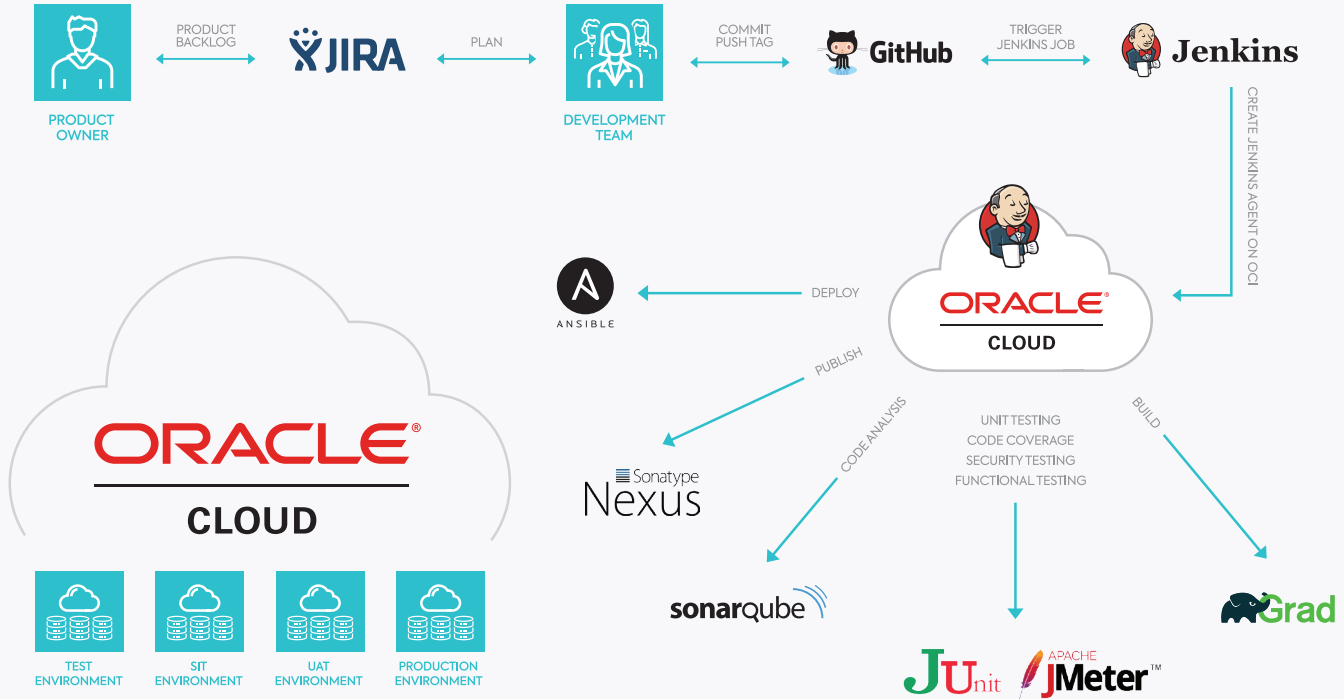 PRODUCT
BACKLOG
JIRA
PLAN
COMMIT
PUSH TAG
GitHub
TRIGGER
JENKINS JOB
Jenkins
PRODUCT
OWNER
DEVELOPMENT
TEAM
CREATE JENKINS AGENT ON OCI
ORACLE®
CLOUD
DEPLOY
A
ANSIBLE
PUBLISH
Sonatype
Nexus
CODE ANALYSIS
UNIT TESTING
CODE COVERAGE
SECURITY TESTING
FUNCTIONAL TESTING
BUILD
sonarqube
JUnit
APACHE
JMeter™
Grad
ORACLE®
CLOUD
TEST
ENVIRONMENT
SIT
ENVIRONMENT
UAT
ENVIRONMENT
PRODUCTION
ENVIRONMENT